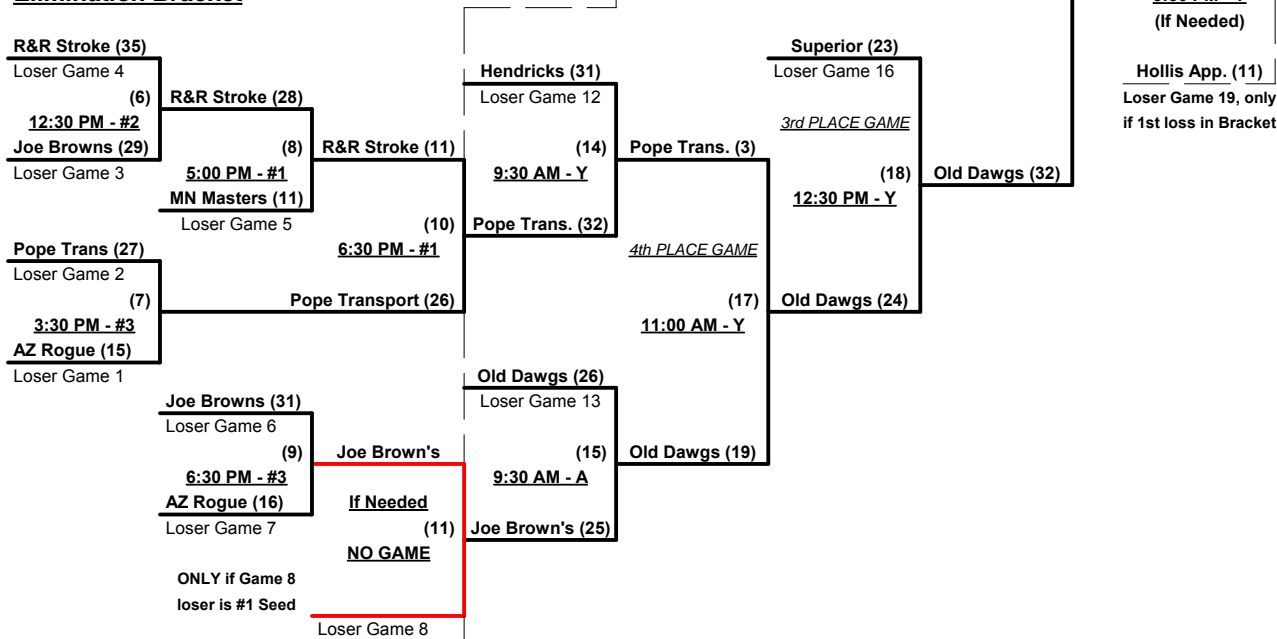 R&R Stroke (35)
Loser Game 4
(6)
12:30 PM - #2
Joe Browns (29)
Loser Game 3
R&R Stroke (28)
(8)
5:00 PM - #1
MN Masters (11)
Loser Game 5
Pope Trans (27)
Loser Game 2
(7)
3:30 PM - #3
AZ Rogue (15)
Loser Game 1
R&R Stroke (11)
(10)
6:30 PM - #1
Pope Transport (26)
Joe Browns (31)
Loser Game 6
(9)
6:30 PM - #3
AZ Rogue (16)
Loser Game 7
Joe Brown's
If Needed
(11)
NO GAME
ONLY if Game 8
loser is #1 Seed
Loser Game 8
Hendricks (31)
Loser Game 12
(14)
9:30 AM - Y
Pope Trans. (32)
Old Dawgs (26)
Loser Game 13
(15)
9:30 AM - A
Joe Brown's (25)
Pope Trans. (3)
4th PLACE GAME
(17)
11:00 AM - Y
Old Dawgs (19)
Superior (23)
Loser Game 16
3rd PLACE GAME
(18)
12:30 PM - Y
Old Dawgs (24)
Old Dawgs (32)
(If Needed)
Hollis App. (11)
Loser Game 19, only
if 1st loss in Bracket